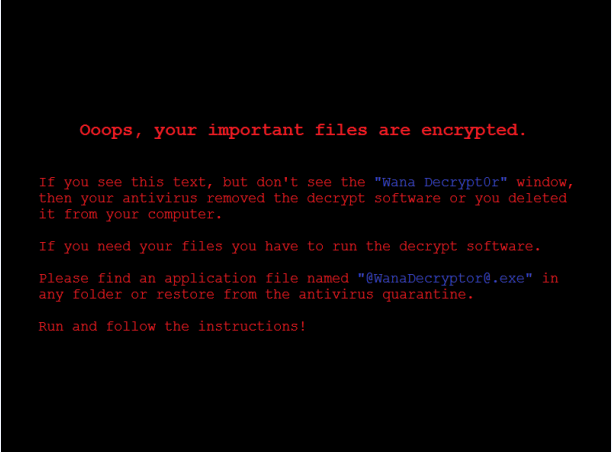 Ooops, your important files are encrypted.
If you see this text, but don't see the "Wana Decrypt0r" window,
then your antivirus removed the decrypt software or you deleted
it from your computer.
If you need your files you have to run the decrypt software.
Please find an application file named "@WanaDecryptor@.exe" in
any folder or restore from the antivirus quarantine.
Run and follow the instructions!